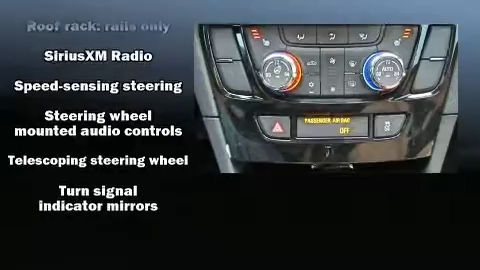 Roof rack: rails only
SiriusXM Radio
Speed-sensing steering
Steering wheel
mounted audio controls
Telescoping steering wheel
Turn signal
indicator mirrors
PASSENGER AIRBAG
OFF
AUTO